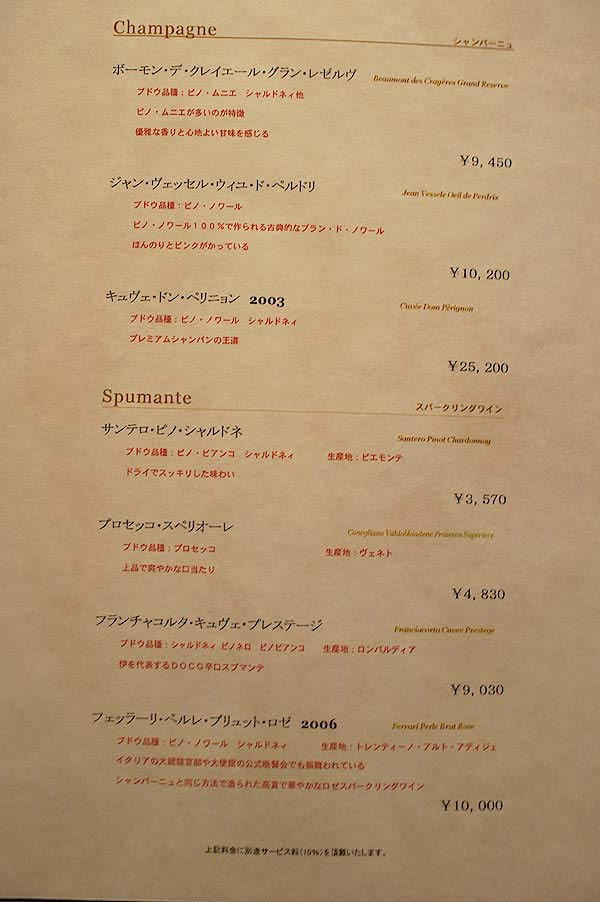 Champagne シャンパーニュ
ボーモン・デ・クレイエール・グラン・レゼルヴ Beaumont des Crayères Grand Reserve
ブドウ品種：ピノ・ムニエ　シャルドネィ他
ピノ・ムニエが多いのが特徴
優雅な香りと心地よい甘味を感じる
￥9, 450
ジャン・ヴェッセル・ウィユ・ド・ペルドリ Jean Vessele Oeil de Perdrix
ブドウ品種：ピノ・ノワール
ピノ・ノワール１００％で作られる古典的なブラン・ド・ノワール
ほんのりとピンクがかっている
￥10, 200
キュヴェ・ドン・ペリニョン 2003 Cuvée Dom Pérignon
ブドウ品種：ピノ・ノワール　シャルドネィ
プレミアムシャンパンの王道
￥25, 200
Spumante スパークリングワイン
サンテロ・ピノ・シャルドネ Santero Pinot Chardonnay
ブドウ品種：ピノ・ビアンコ　シャルドネィ　生産地：ピエモンテ
ドライでスッキリした味わい
￥3, 570
プロセッコ・スペリオーレ Conegliano Valdobbiadene Prosecco Superiore
ブドウ品種：プロセッコ　生産地：ヴェネト
上品で爽やかな口当たり
￥4, 830
フランチャコルタ・キュヴェ・プレステージ Franciacorta Cuvee Prestege
ブドウ品種：シャルドネィ ピノネロ　ピノビアンコ　生産地：ロンバルディア
伊を代表するＤＯＣＧ辛口スプマンテ
￥9, 030
フェッラーリ・ペルレ・ブリュット・ロゼ 2006 Ferrari Perle Brut Rose
ブドウ品種：ピノ・ノワール　シャルドネィ　生産地：トレンティーノ・アルト・アディジェ
イタリアの大統領官邸や大使館の公式晩餐会でも振舞われている
シャンパーニュと同じ方法で造られた高貴で華やかなロゼスパークリングワイン
￥10, 000
上記料金に別途サービス料（10%）を頂戴いたします。